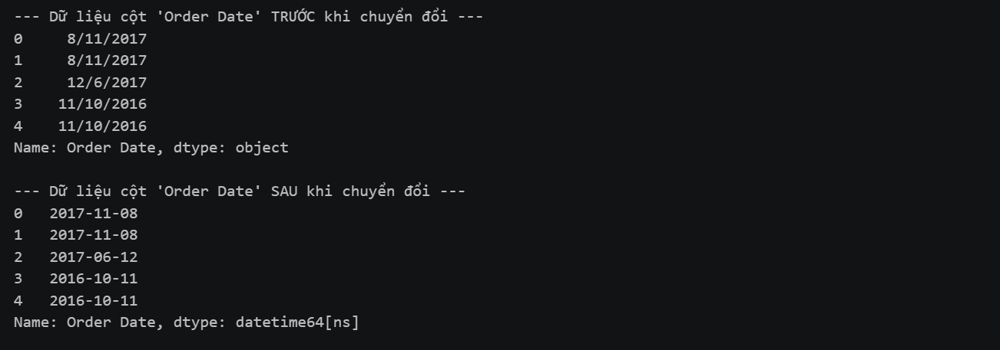 --- Dữ liệu cột 'Order Date' TRƯỚC khi chuyển đổi ---
0     8/11/2017
1     8/11/2017
2     12/6/2017
3    11/10/2016
4    11/10/2016
Name: Order Date, dtype: object

--- Dữ liệu cột 'Order Date' SAU khi chuyển đổi ---
0   2017-11-08
1   2017-11-08
2   2017-06-12
3   2016-10-11
4   2016-10-11
Name: Order Date, dtype: datetime64[ns]